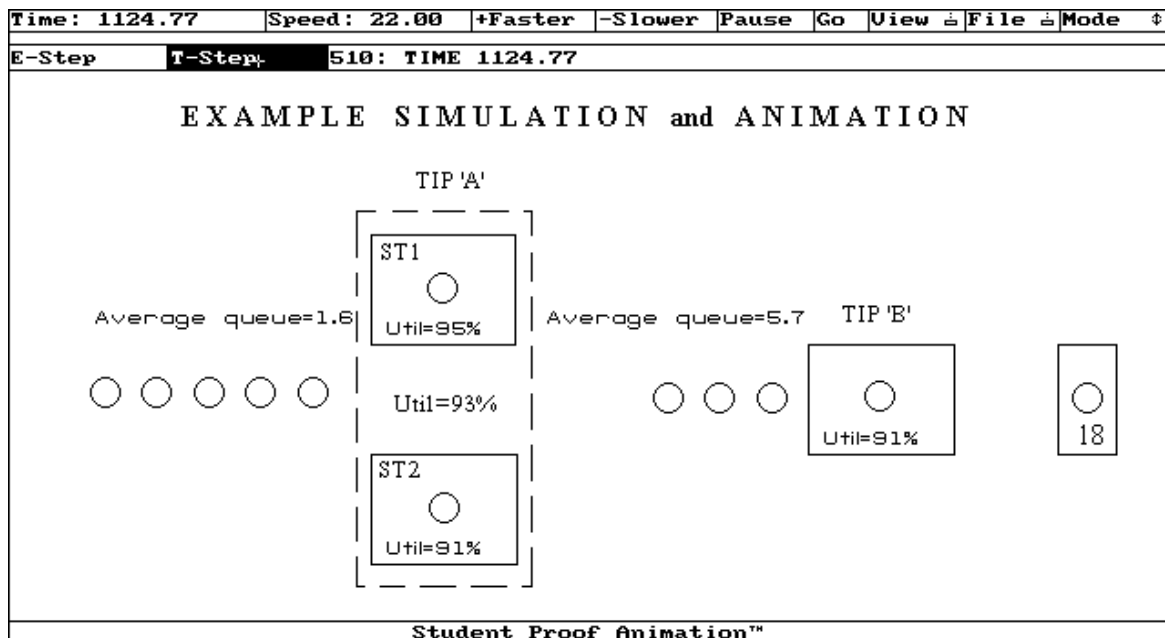 Time: 1124.77 Speed: 22.00 +Faster -Slower Pause Go View File Mode
E-Step T-Step 510: TIME 1124.77
EXAMPLE SIMULATION and ANIMATION
TIP 'A'
ST1
Util=95%
Average queue=1.6
Average queue=5.7
TIP 'B'
Util=93%
Util=91%
18
ST2
Util=91%
Student Proof Animation™